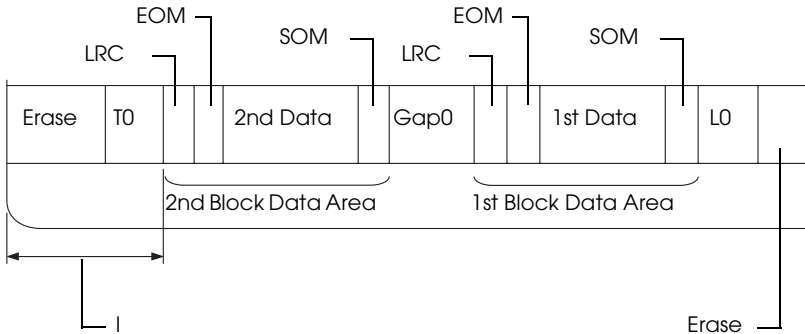 EOM EOM
SOM SOM
LRC LRC
Erase T0 2nd Data Gap0 1st Data L0
2nd Block Data Area 1st Block Data Area
l Erase